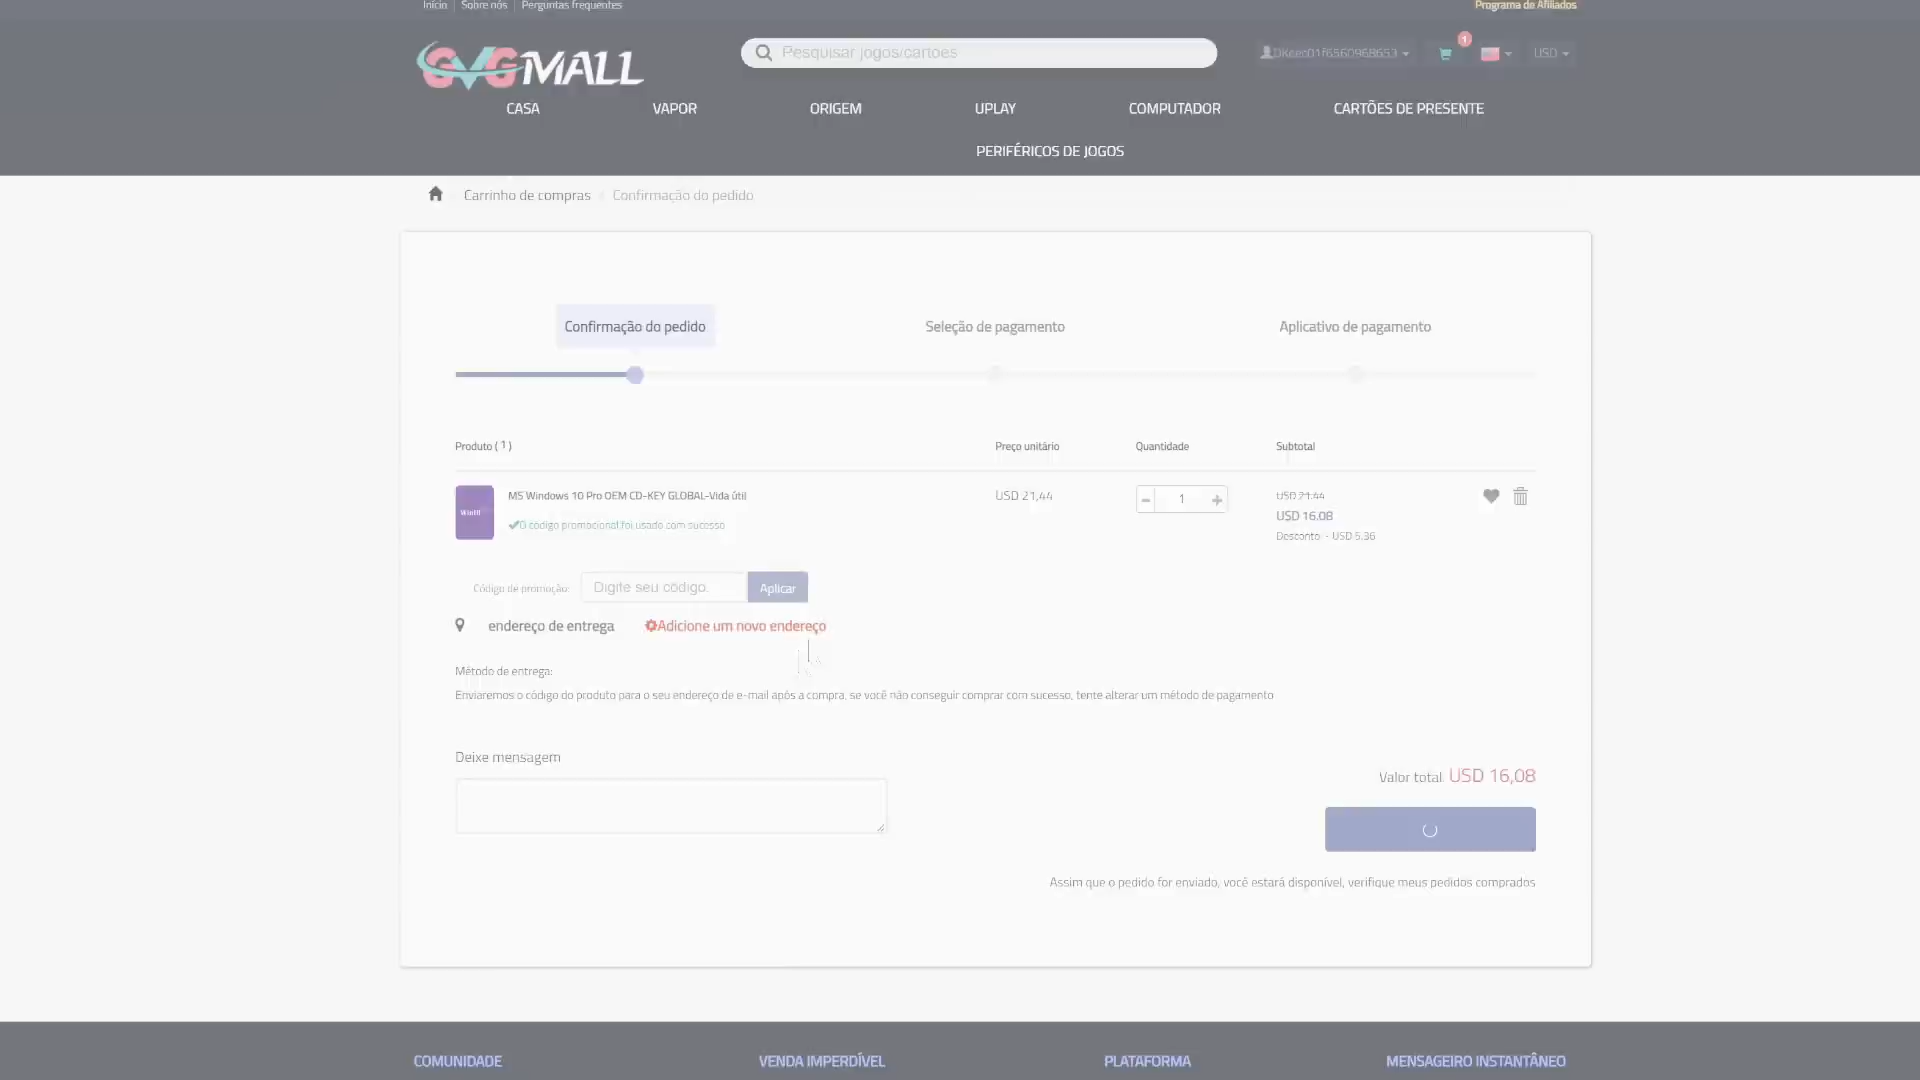 Início Sobre nós Perguntas frequentes Programa de Afiliados
GVGMALL Pesquisar jogos/cartões 1 USD
CASA VAPOR ORIGEM UPLAY COMPUTADOR CARTÕES DE PRESENTE
PERIFÉRICOS DE JOGOS
Carrinho de compras Confirmação do pedido
Confirmação do pedido Seleção de pagamento Aplicativo de pagamento
Produto ( 1 ) Preço unitário Quantidade Subtotal
MS Windows 10 Pro OEM CD-KEY GLOBAL-Vida útil USD 21,44 1 USD 21.44
Win10 USD 16.08
O código promocional foi usado com sucesso Desconto: - USD 5.36
Código de promoção: Digite seu código. Aplicar
endereço de entrega Adicione um novo endereço
Método de entrega:
Enviaremos o código do produto para o seu endereço de e-mail após a compra, se você não conseguir comprar com sucesso, tente alterar um método de pagamento
Deixe mensagem
Valor total: USD 16,08
Assim que o pedido for enviado, você estará disponível, verifique meus pedidos comprados
COMUNIDADE VENDA IMPERDÍVEL PLATAFORMA MENSAGEIRO INSTANTÂNEO